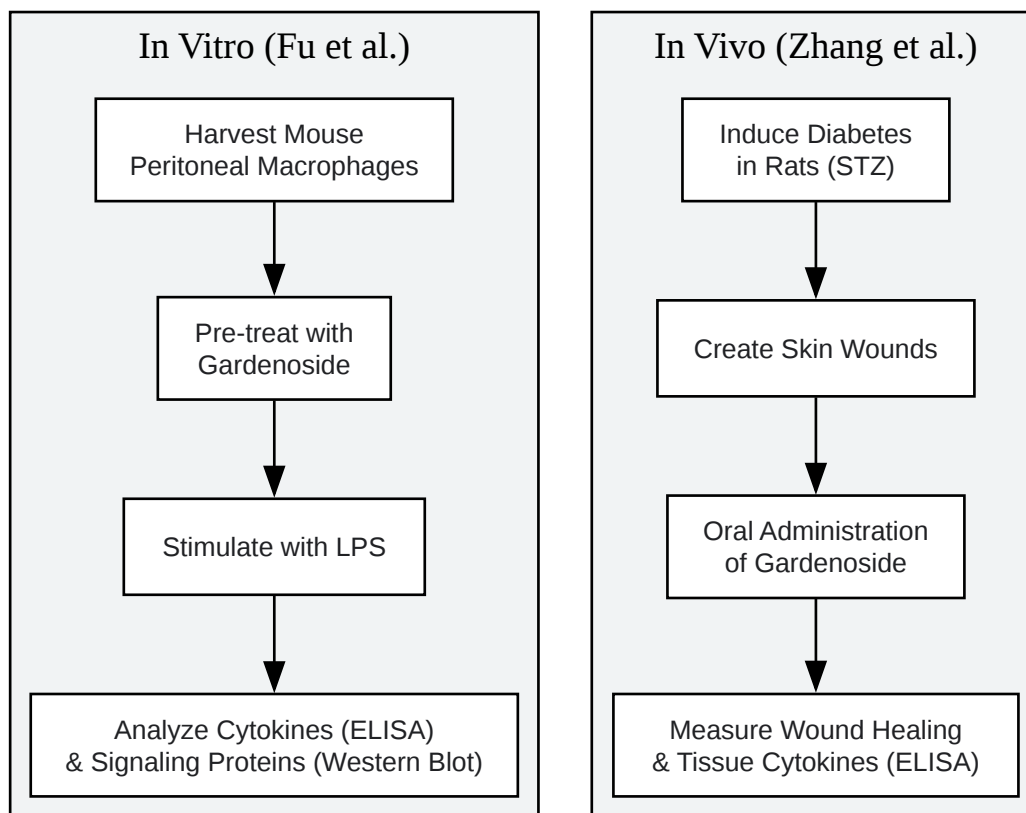 In Vitro (Fu et al.)
Harvest Mouse
Peritoneal Macrophages
Pre-treat with
Gardenoside
Stimulate with LPS
Analyze Cytokines (ELISA)
& Signaling Proteins (Western Blot)
In Vivo (Zhang et al.)
Induce Diabetes
in Rats (STZ)
Create Skin Wounds
Oral Administration
of Gardenoside
Measure Wound Healing
& Tissue Cytokines (ELISA)